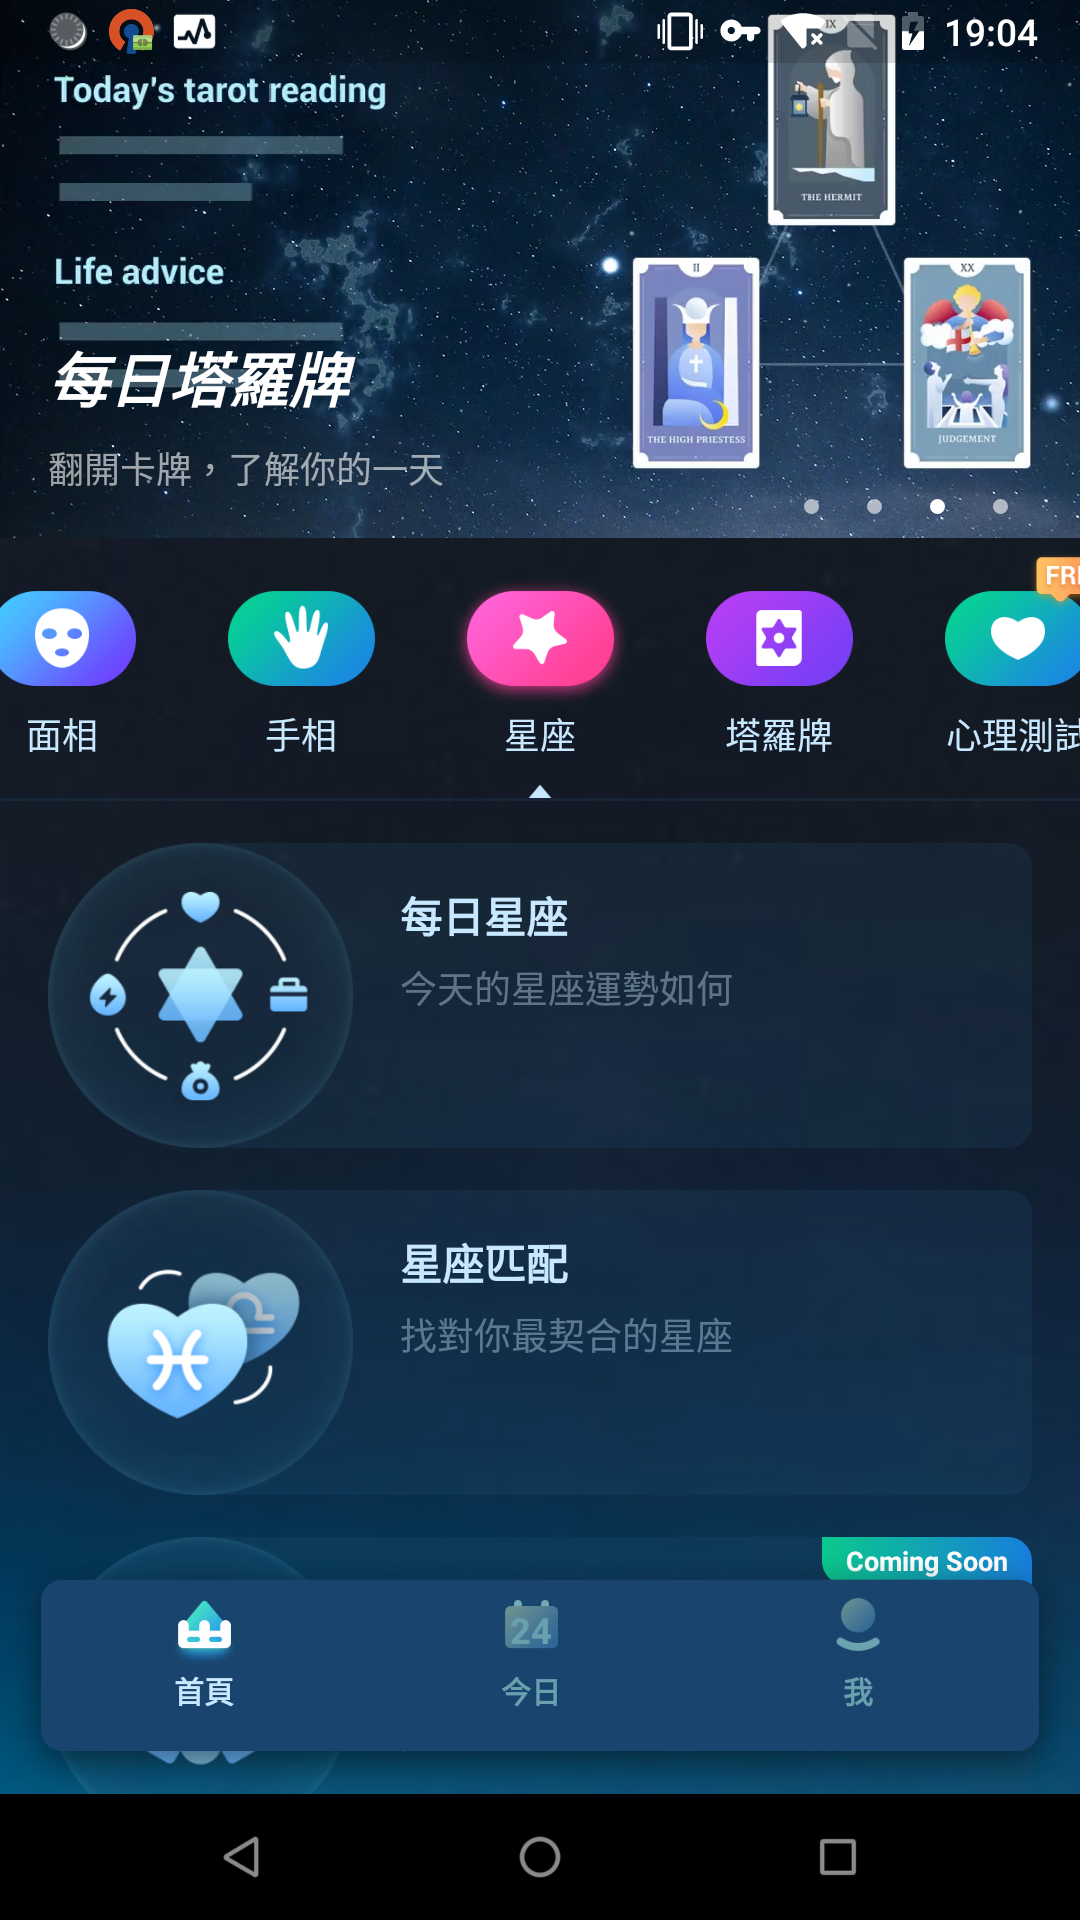 19:04
Today's tarot reading
IX
THE HERMIT
Life advice
II
THE HIGH PRIESTESS
XX
JUDGEMENT
每日塔羅牌
翻開卡牌，了解你的一天
面相
手相
星座
塔羅牌
心理測試
每日星座
今天的星座運勢如何
星座匹配
找對你最契合的星座
Coming Soon
首頁
24
今日
我